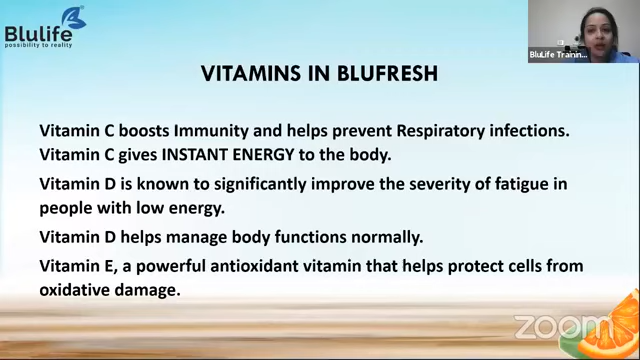 Blulife
possibility to reality
BluLife Trainin...
VITAMINS IN BLUFRESH
Vitamin C boosts Immunity and helps prevent Respiratory infections.
Vitamin C gives INSTANT ENERGY to the body.
Vitamin D is known to significantly improve the severity of fatigue in
people with low energy.
Vitamin D helps manage body functions normally.
Vitamin E, a powerful antioxidant vitamin that helps protect cells from
oxidative damage.
zoom